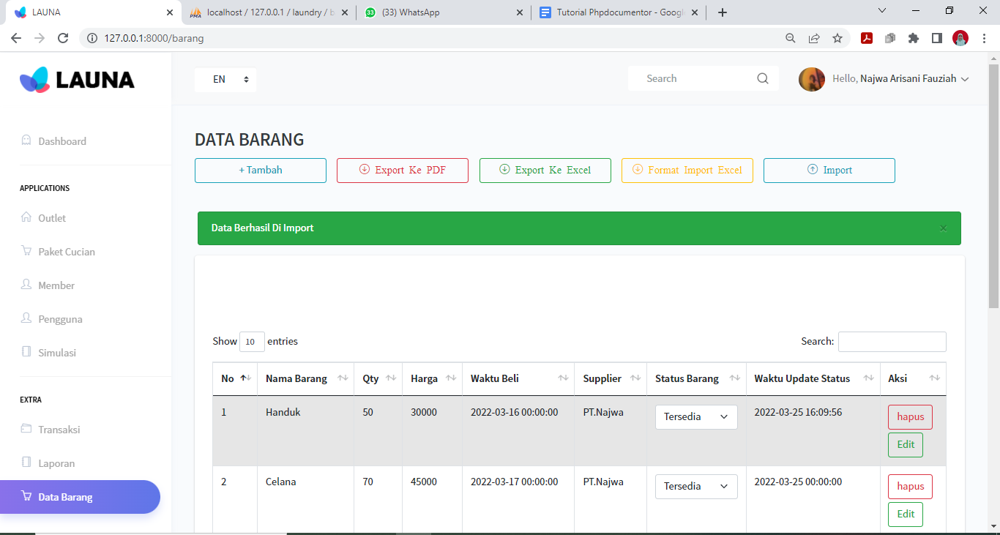 LAUNA
localhost / 127.0.0.1 / laundry / b
33
(33) WhatsApp
Tutorial Phpdocumentor - Googl
127.0.0.1:8000/barang
LAUNA
EN
Search
Hello, Najwa Arisani Fauziah
Dashboard
APPLICATIONS
Outlet
Paket Cucian
Member
Pengguna
Simulasi
EXTRA
Transaksi
Laporan
Data Barang
DATA BARANG
+ Tambah
Export Ke PDF
Export Ke Excel
Format Import Excel
Import
Data Berhasil Di Import
×
Show 10 entries
Search:
No Nama Barang Qty Harga Waktu Beli Supplier Status Barang Waktu Update Status Aksi
1 Handuk 50 30000 2022-03-16 00:00:00 PT.Najwa Tersedia 2022-03-25 16:09:56 hapus
Edit
2 Celana 70 45000 2022-03-17 00:00:00 PT.Najwa Tersedia 2022-03-25 00:00:00 hapus
Edit